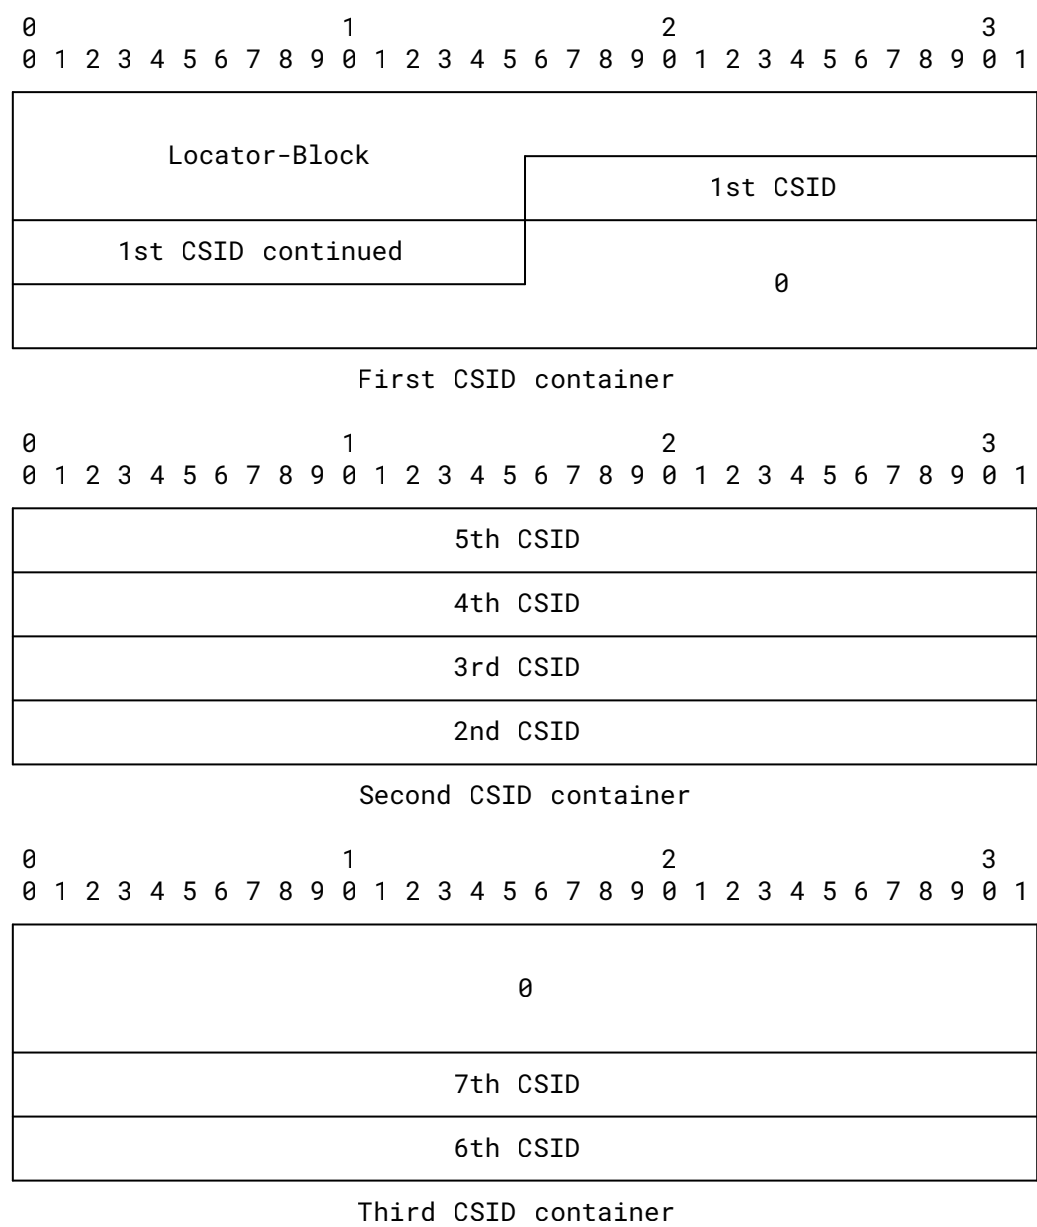 0 1 2 3
0 1 2 3 4 5 6 7 8 9 0 1 2 3 4 5 6 7 8 9 0 1 2 3 4 5 6 7 8 9 0 1
Locator-Block
1st CSID
1st CSID continued
0
First CSID container
0 1 2 3
0 1 2 3 4 5 6 7 8 9 0 1 2 3 4 5 6 7 8 9 0 1 2 3 4 5 6 7 8 9 0 1
5th CSID
4th CSID
3rd CSID
2nd CSID
Second CSID container
0 1 2 3
0 1 2 3 4 5 6 7 8 9 0 1 2 3 4 5 6 7 8 9 0 1 2 3 4 5 6 7 8 9 0 1
0
7th CSID
6th CSID
Third CSID container